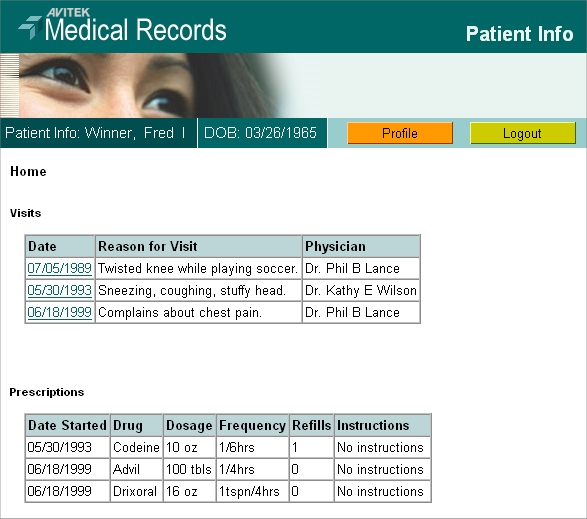 AVITEK
Medical Records
Patient Info
Patient Info: Winner, Fred I DOB: 03/26/1965 Profile Logout
Home
Visits
Date Reason for Visit Physician
07/05/1989 Twisted knee while playing soccer. Dr. Phil B Lance
05/30/1993 Sneezing, coughing, stuffy head. Dr. Kathy E Wilson
06/18/1999 Complains about chest pain. Dr. Phil B Lance
Prescriptions
Date Started Drug Dosage Frequency Refills Instructions
05/30/1993 Codeine 10 oz 1/6hrs 1 No instructions
06/18/1999 Advil 100 tbls 1/4hrs 0 No instructions
06/18/1999 Drixoral 16 oz 1tspn/4hrs 0 No instructions